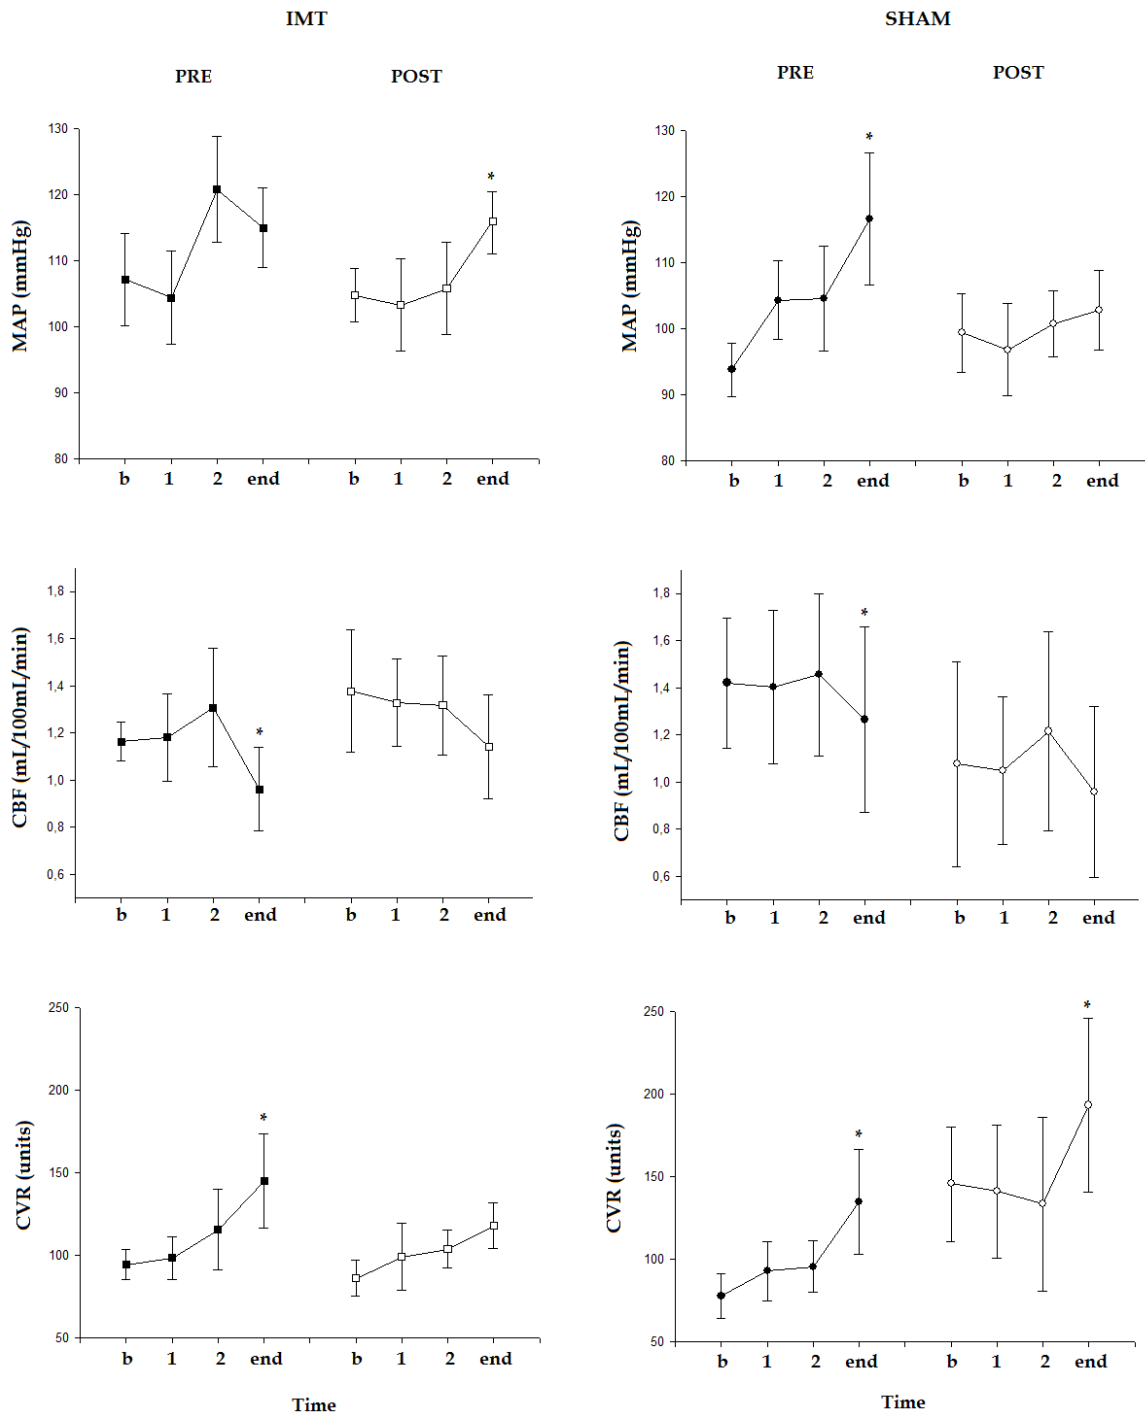 IMT SHAM
PRE POST PRE POST
MAP (mmHg)
130
120
110
100
90
80
*
b 1 2 end b 1 2 end
MAP (mmHg)
130
120
110
100
90
80
*
b 1 2 end b 1 2 end
CBF (mL/100mL/min)
1,8
1,6
1,4
1,2
1,0
0,8
0,6
*
b 1 2 end b 1 2 end
CBF (mL/100mL/min)
1,8
1,6
1,4
1,2
1,0
0,8
0,6
*
b 1 2 end b 1 2 end
CVR (units)
250
200
150
100
50
*
b 1 2 end b 1 2 end
Time
CVR (units)
250
200
150
100
50
* *
b 1 2 end b 1 2 end
Time